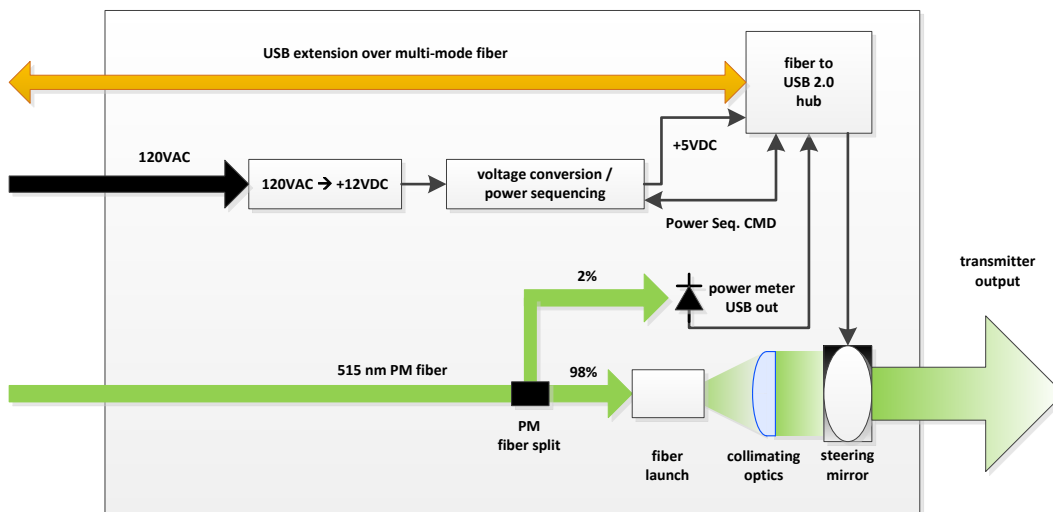 USB extension over multi-mode fiber
fiber to
USB 2.0
hub
120VAC
+5VDC
120VAC → +12VDC
voltage conversion /
power sequencing
Power Seq. CMD
transmitter
output
2%
power meter
USB out
515 nm PM fiber
98%
PM
fiber split
fiber
launch
collimating
optics
steering
mirror